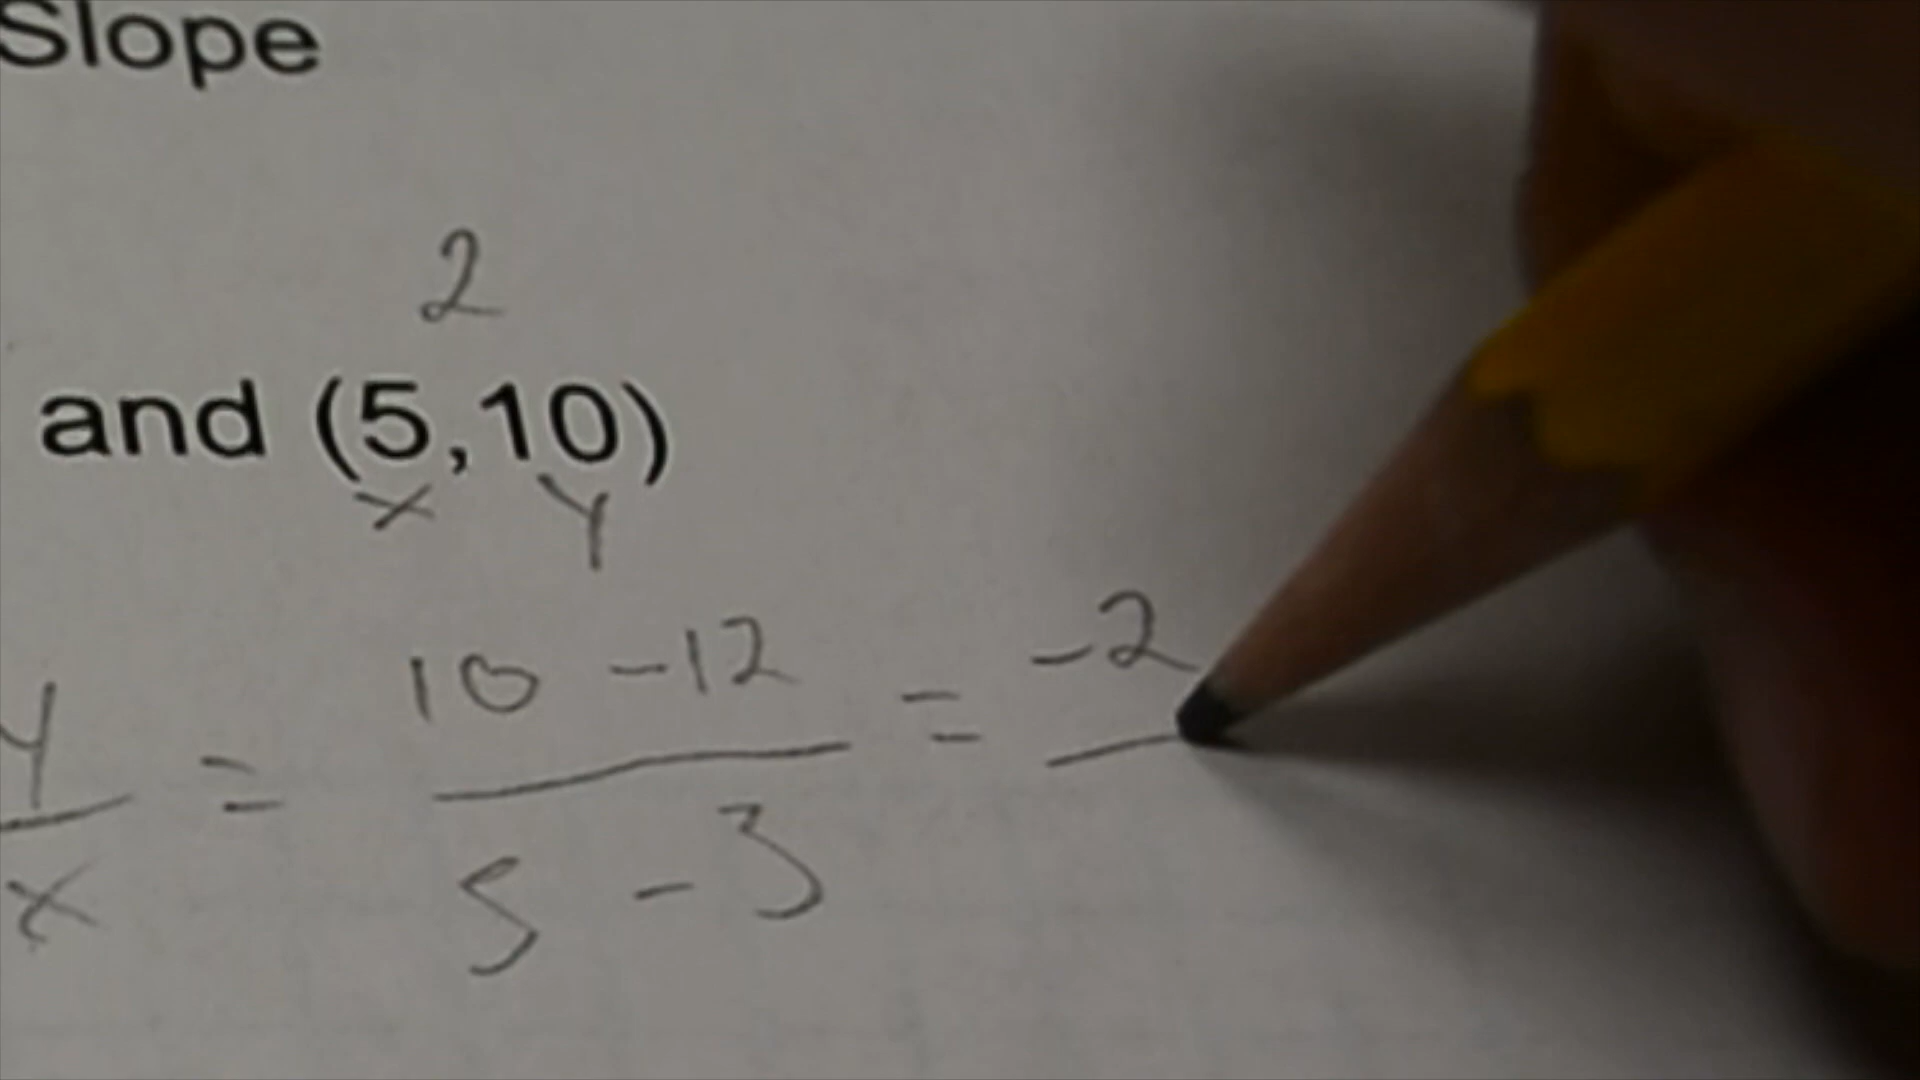 Slope
2
and (5,10)
x y
y 10 - 12 = -2
x = 5 - 3